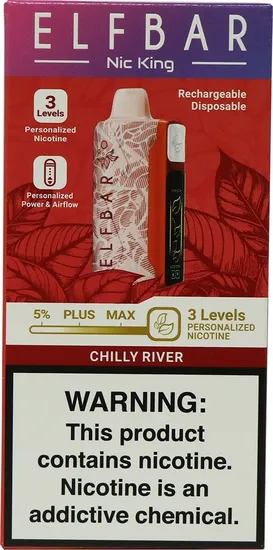 ELFBAR
Nic King
Rechargeable
Disposable
3
Levels
Personalized
Nicotine
Personalized
Power & Airflow
ELFBAR
5% PLUS MAX
3 Levels
PERSONALIZED
NICOTINE
CHILLY RIVER
WARNING:
This product
contains nicotine.
Nicotine is an
addictive chemical.